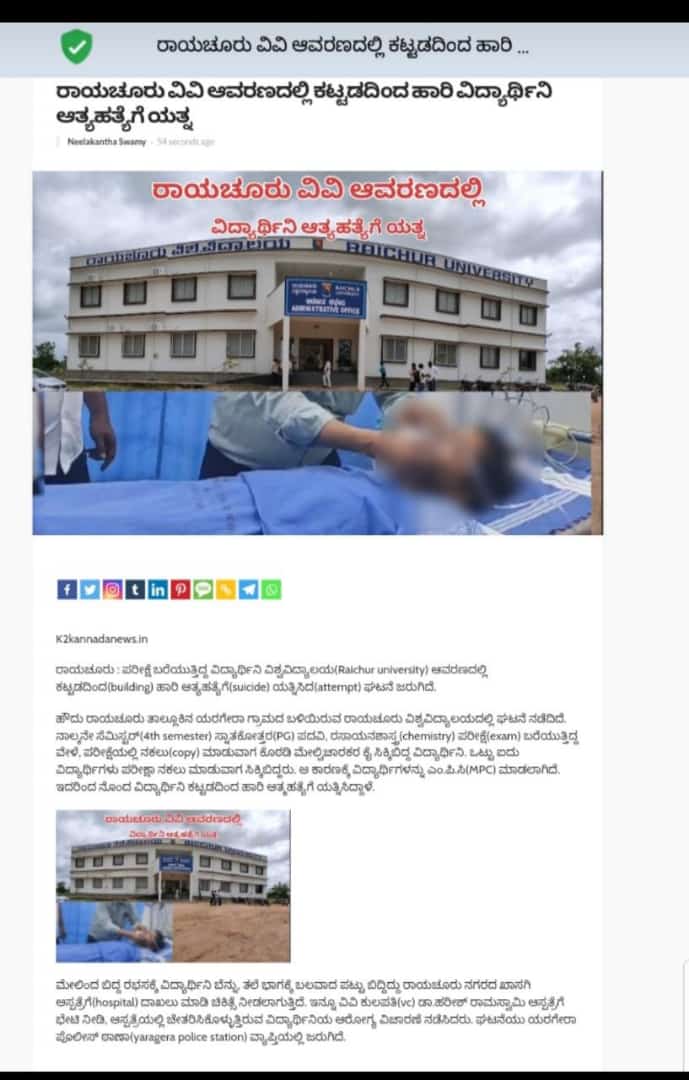 ರಾಯಚೂರು ವಿವಿ ಆವರಣದಲ್ಲಿ ಕಟ್ಟಡದಿಂದ ಹಾರಿ ...
ರಾಯಚೂರು ವಿವಿ ಆವರಣದಲ್ಲಿ ಕಟ್ಟಡದಿಂದ ಹಾರಿ ವಿದ್ಯಾರ್ಥಿನಿ
ಆತ್ಮಹತ್ಯೆಗೆ ಯತ್ನ
Neelakantha Swamy - 54 seconds ago
ರಾಯಚೂರು ವಿವಿ ಆವರಣದಲ್ಲಿ
ವಿದ್ಯಾರ್ಥಿನಿ ಆತ್ಮಹತ್ಯೆಗೆ ಯತ್ನ
ರಾಯಚೂರು ವಿಶ್ವವಿದ್ಯಾಲಯ RAICHUR UNIVERSITY
RAICHUR
UNIVERSITY
ADMINISTRATIVE OFFICE
K2kannadanews.in
ರಾಯಚೂರು : ಪರೀಕ್ಷೆ ಬರೆಯುತ್ತಿದ್ದ ವಿದ್ಯಾರ್ಥಿನಿ ವಿಶ್ವವಿದ್ಯಾಲಯ(Raichur university) ಆವರಣದಲ್ಲಿ
ಕಟ್ಟಡದಿಂದ(building) ಹಾರಿ ಆತ್ಮಹತ್ಯೆಗೆ(suicide) ಯತ್ನಿಸಿದ(attempt) ಘಟನೆ ಜರುಗಿದೆ.
ಹೌದು ರಾಯಚೂರು ತಾಲ್ಲೂಕಿನ ಯರಗೇರಾ ಗ್ರಾಮದ ಬಳಿಯಿರುವ ರಾಯಚೂರು ವಿಶ್ವವಿದ್ಯಾಲಯದಲ್ಲಿ ಘಟನೆ ನಡೆದಿದೆ.
ನಾಲ್ಕನೇ ಸೆಮಿಸ್ಟರ್(4th semester) ಸ್ನಾತಕೋತ್ತರ(PG) ಪದವಿ, ರಸಾಯನಶಾಸ್ತ್ರ(chemistry) ಪರೀಕ್ಷೆ(exam) ಬರೆಯುತ್ತಿದ್ದ
ವೇಳೆ, ಪರೀಕ್ಷೆಯಲ್ಲಿ ನಕಲು(copy) ಮಾಡುವಾಗ ಕೊಠಡಿ ಮೇಲ್ವಿಚಾರಕರ ಕೈ ಸಿಕ್ಕಿಬಿದ್ದ ವಿದ್ಯಾರ್ಥಿನಿ. ಒಟ್ಟು ಐದು
ವಿದ್ಯಾರ್ಥಿಗಳು ಪರೀಕ್ಷಾ ನಕಲು ಮಾಡುವಾಗ ಸಿಕ್ಕಿಬಿದ್ದರು. ಆ ಕಾರಣಕ್ಕೆ ವಿದ್ಯಾರ್ಥಿಗಳನ್ನು ಎಂ.ಪಿ.ಸಿ(MPC) ಮಾಡಲಾಗಿದೆ.
ಇದರಿಂದ ನೊಂದ ವಿದ್ಯಾರ್ಥಿನಿ ಕಟ್ಟಡದಿಂದ ಹಾರಿ ಆತ್ಮಹತ್ಯೆಗೆ ಯತ್ನಿಸಿದ್ದಾಳೆ.
ರಾಯಚೂರು ವಿವಿ ಆವರಣದಲ್ಲಿ
ವಿದ್ಯಾರ್ಥಿನಿ ಆತ್ಮಹತ್ಯೆಗೆ ಯತ್ನ
ಮೇಲಿಂದ ಬಿದ್ದ ರಭಸಕ್ಕೆ ವಿದ್ಯಾರ್ಥಿನಿ ಬೆನ್ನು, ತಲೆ ಭಾಗಕ್ಕೆ ಬಲವಾದ ಪಟ್ಟು ಬಿದ್ದಿದ್ದು ರಾಯಚೂರು ನಗರದ ಖಾಸಗಿ
ಆಸ್ಪತ್ರೆಗೆ(hospital) ದಾಖಲು ಮಾಡಿ ಚಿಕಿತ್ಸೆ ನೀಡಲಾಗುತ್ತಿದೆ. ಇನ್ನೂ ವಿವಿ ಕುಲಪತಿ(vc) ಡಾ.ಹರೀಶ್ ರಾಮಸ್ವಾಮಿ ಆಸ್ಪತ್ರೆಗೆ
ಭೇಟಿ ನೀಡಿ, ಆಸ್ಪತ್ರೆಯಲ್ಲಿ ಚೇತರಿಸಿಕೊಳ್ಳುತ್ತಿರುವ ವಿದ್ಯಾರ್ಥಿನಿಯ ಆರೋಗ್ಯ ವಿಚಾರಣೆ ನಡೆಸಿದರು. ಘಟನೆಯು ಯರಗೇರಾ
ಪೊಲೀಸ್ ಠಾಣಾ(yaragera police station) ವ್ಯಾಪ್ತಿಯಲ್ಲಿ ಜರುಗಿದೆ.